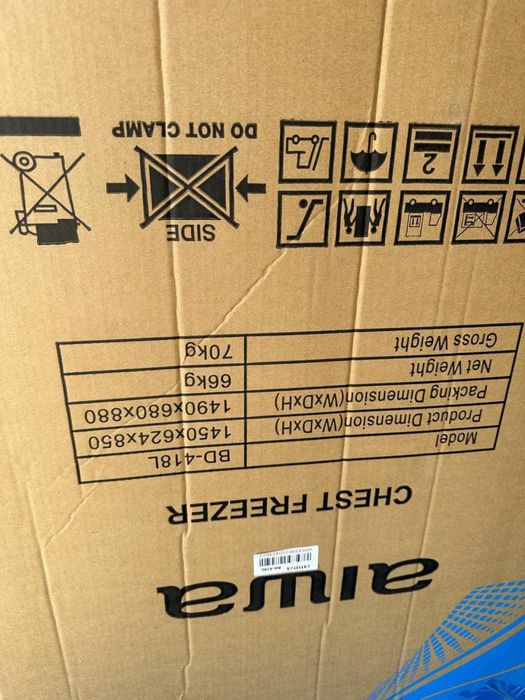 aiwa
CHEST FREEZER
Model BD-418L
Product Dimension(WxDxH) 1450x624x850
Packing Dimension(WxDxH) 1490x680x880
Net Weight 66kg
Gross Weight 70kg
SIDE
2
DO NOT CLAMP